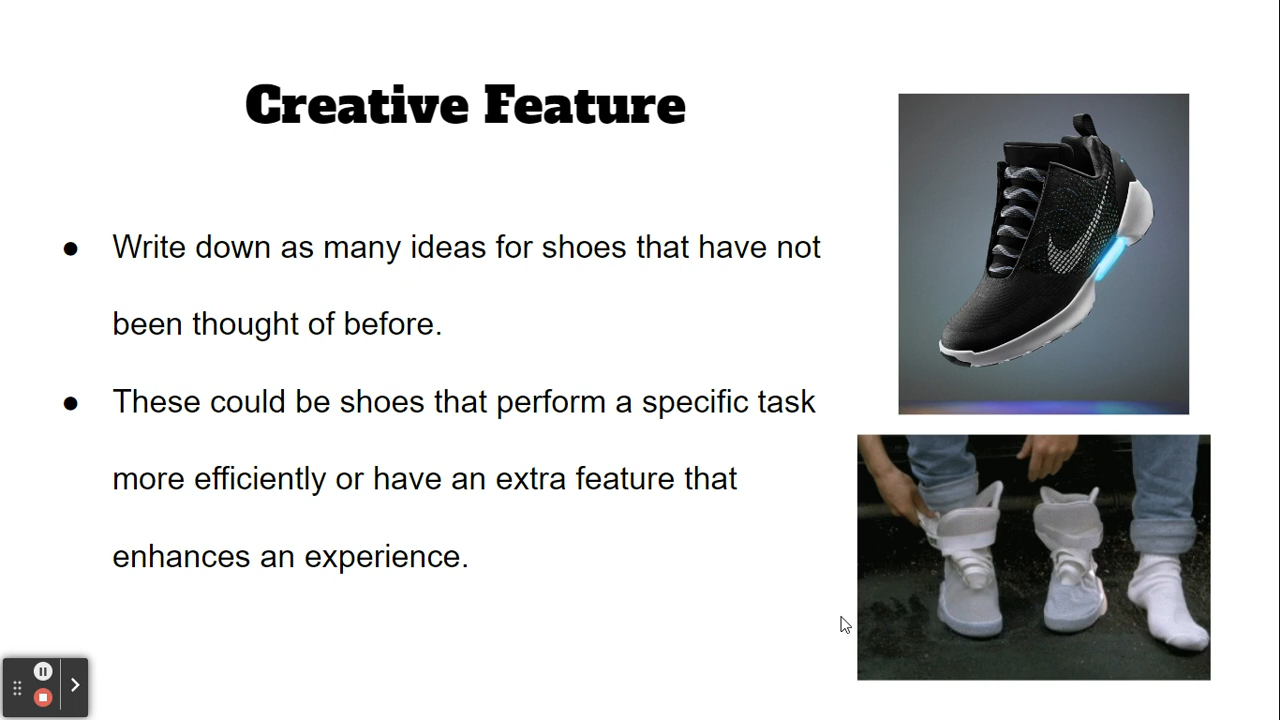 Creative Feature
● Write down as many ideas for shoes that have not
been thought of before.
● These could be shoes that perform a specific task
more efficiently or have an extra feature that
enhances an experience.